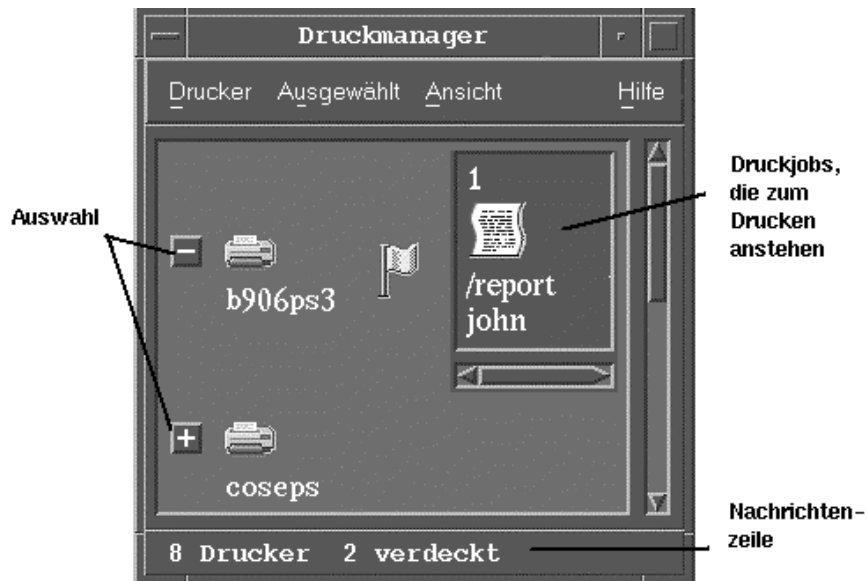 Druckmanager
Drucker Ausgewählt Ansicht Hilfe
Auswahl
b906ps3
1
/report
john
Druckjobs,
die zum
Drucken
anstehen
coseps
8 Drucker 2 verdeckt
Nachrichten-
zeile